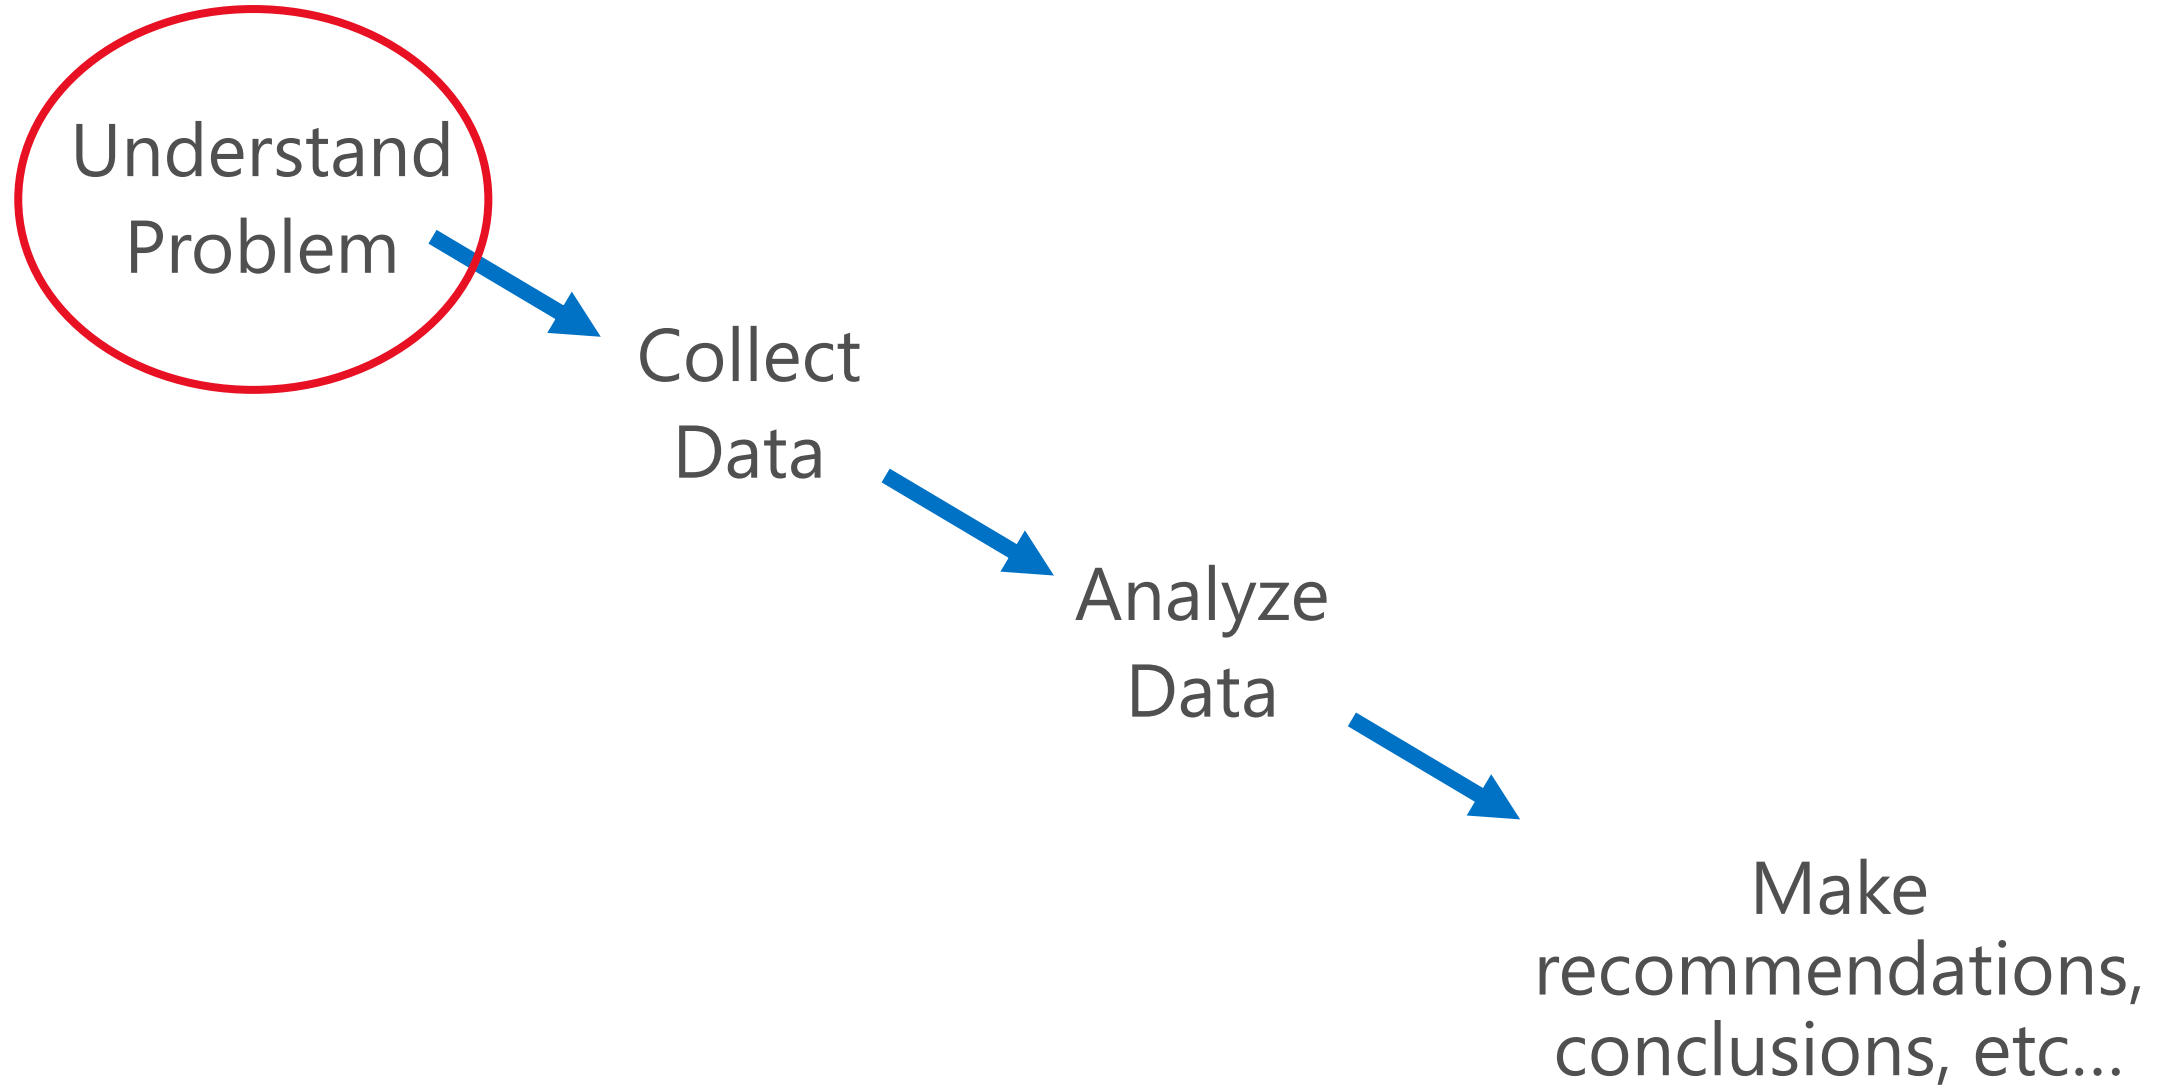 Understand
Problem
Collect
Data
Analyze
Data
Make
recommendations,
conclusions, etc...